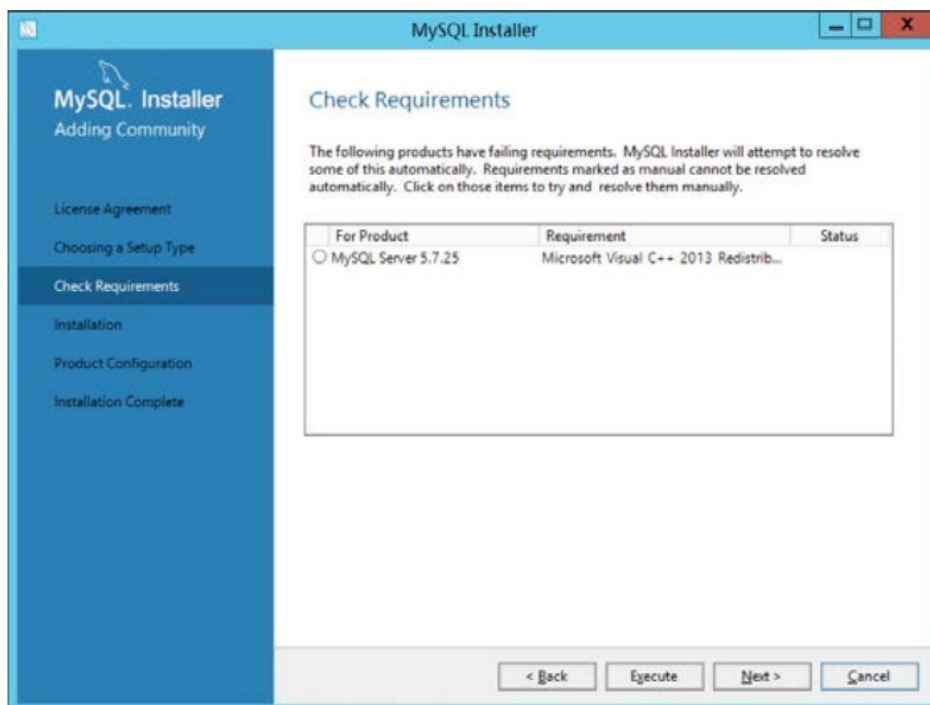 MySQL Installer
MySQL. Installer
Adding Community
License Agreement
Choosing a Setup Type
Check Requirements
Installation
Product Configuration
Installation Complete
Check Requirements
The following products have failing requirements. MySQL Installer will attempt to resolve
some of this automatically. Requirements marked as manual cannot be resolved
automatically. Click on those items to try and resolve them manually.
For Product Requirement Status
MySQL Server 5.7.25 Microsoft Visual C++ 2013 Redistrib...
< Back Execute Next > Cancel